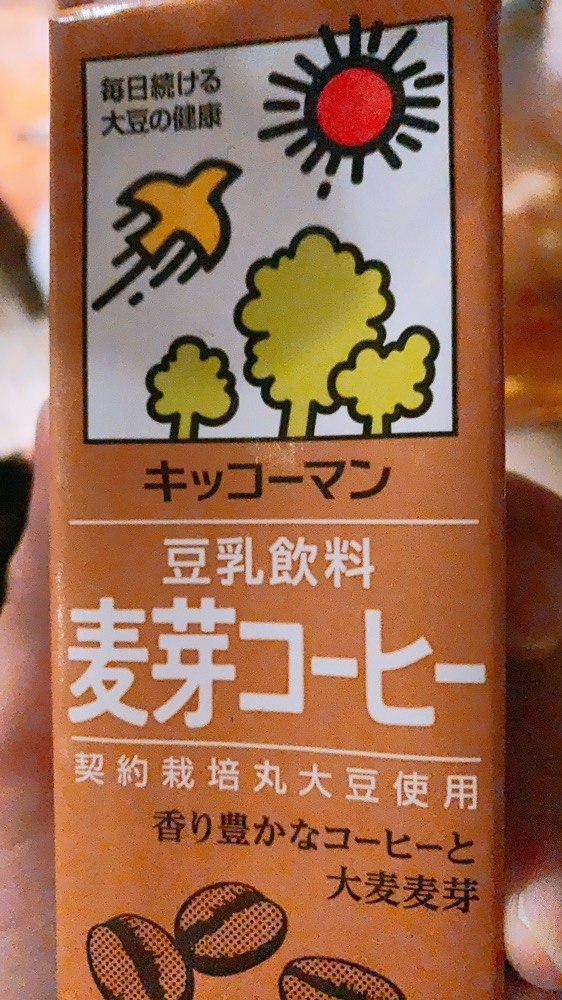 毎日続ける
大豆の健康
キッコーマン
豆乳飲料
麦芽コーヒー
契約栽培丸大豆使用
香り豊かなコーヒーと
大麦麦芽